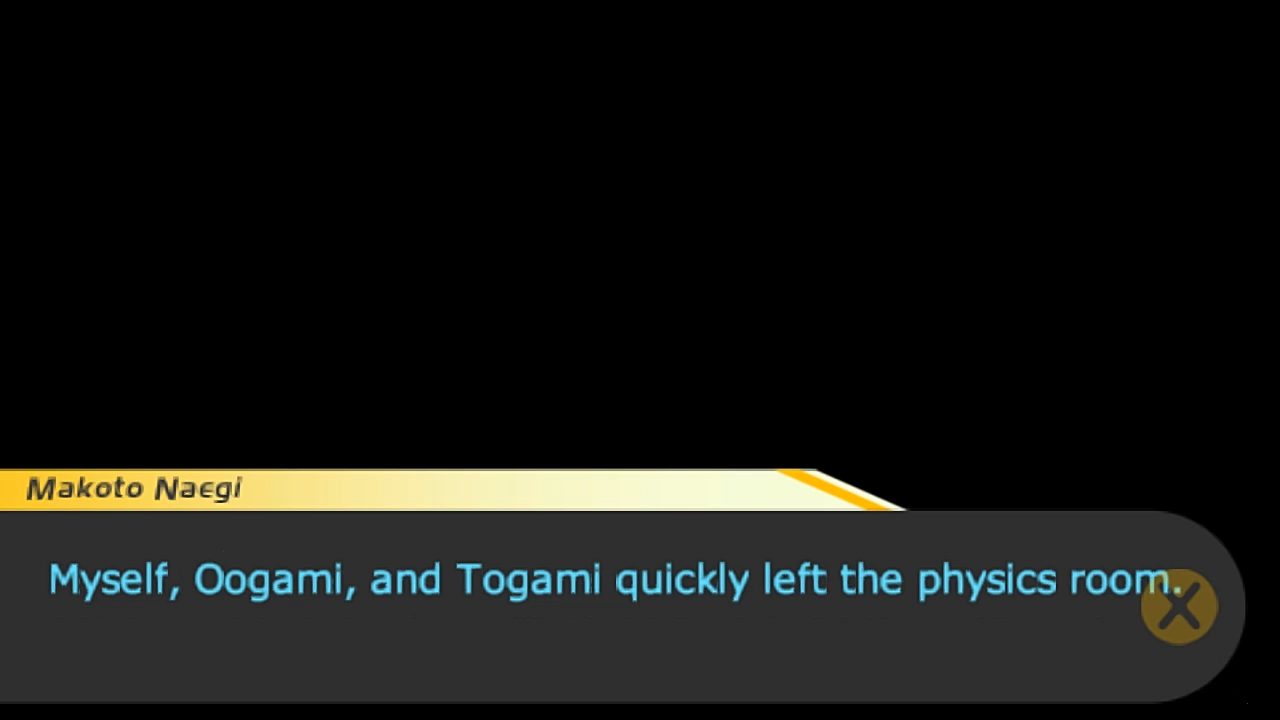 Makoto Naegi
Myself, Oogami, and Togami quickly left the physics room.